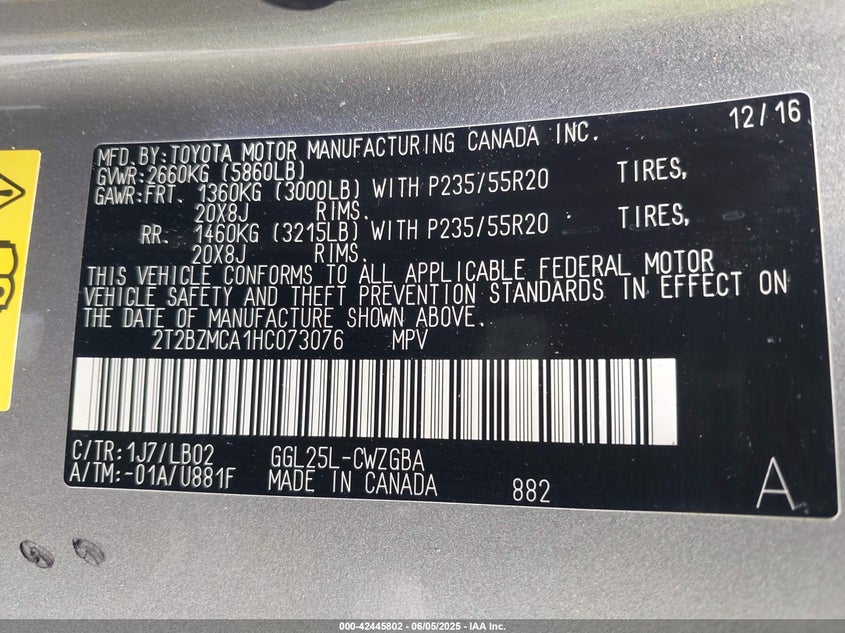 12/16
MFD.BY:TOYOTA MOTOR MANUFACTURING CANADA INC.
GVWR:2660KG (5860LB)
GAWR:FRT. 1360KG (3000LB) WITH P235/55R20 TIRES,
20X8J RIMS.
RR. 1460KG (3215LB) WITH P235/55R20 TIRES,
20X8J RIMS.
THIS VEHICLE CONFORMS TO ALL APPLICABLE FEDERAL MOTOR
VEHICLE SAFETY AND THEFT PREVENTION STANDARDS IN EFFECT ON
THE DATE OF MANUFACTURE SHOWN ABOVE.
2T2BZMCA1HC073076 MPV
C/TR:1J7/LB02 GGL25L-CWZGBA
A/TM:-01A/U881F MADE IN CANADA 882 A
000-42445802 - 06/05/2025 - IAA Inc.